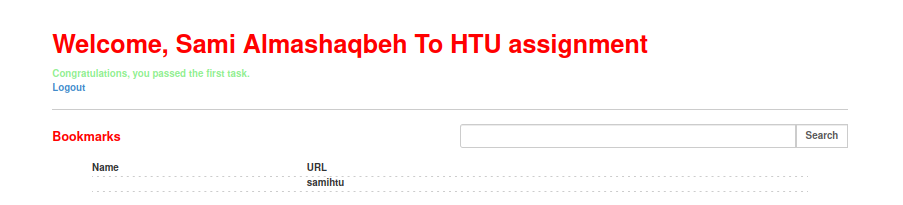 Welcome, Sami Almashaqbeh To HTU assignment
Congratulations, you passed the first task.
Logout
Bookmarks
Search
Name URL
samihtu